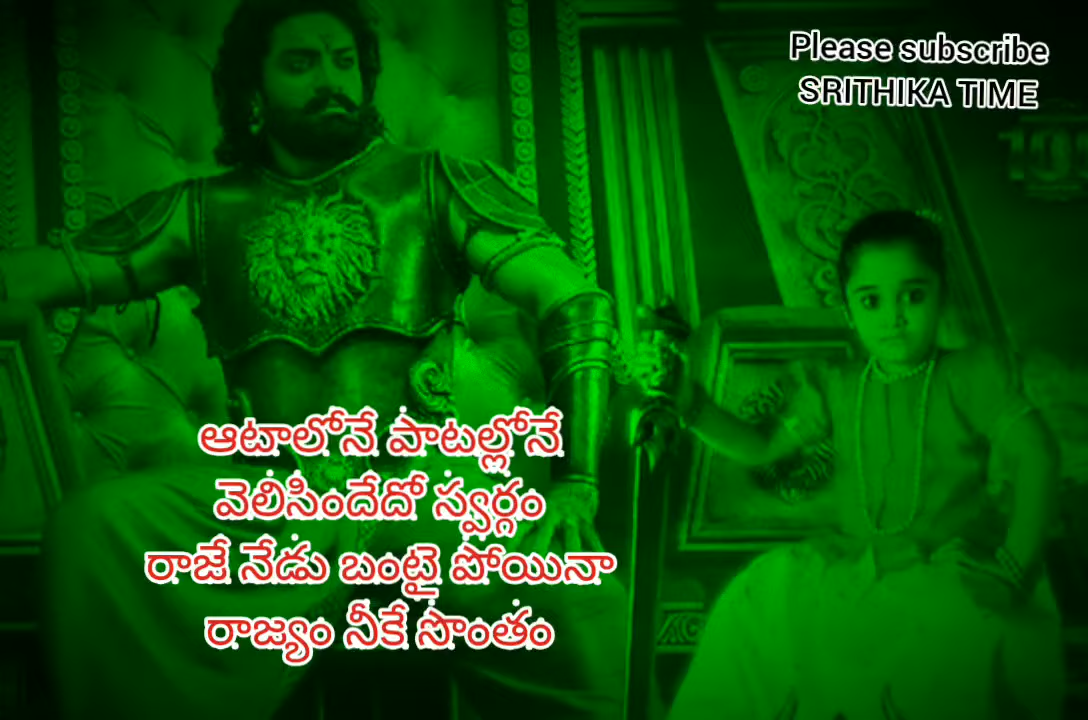 Please subscribe
SRITHIKA TIME
ఆటాలోనే పాటల్లోనే
వెలిసిందేదో స్వర్గం
రాజే నేడు బంటై పోయినా
రాజ్యం నీకే సొంతం